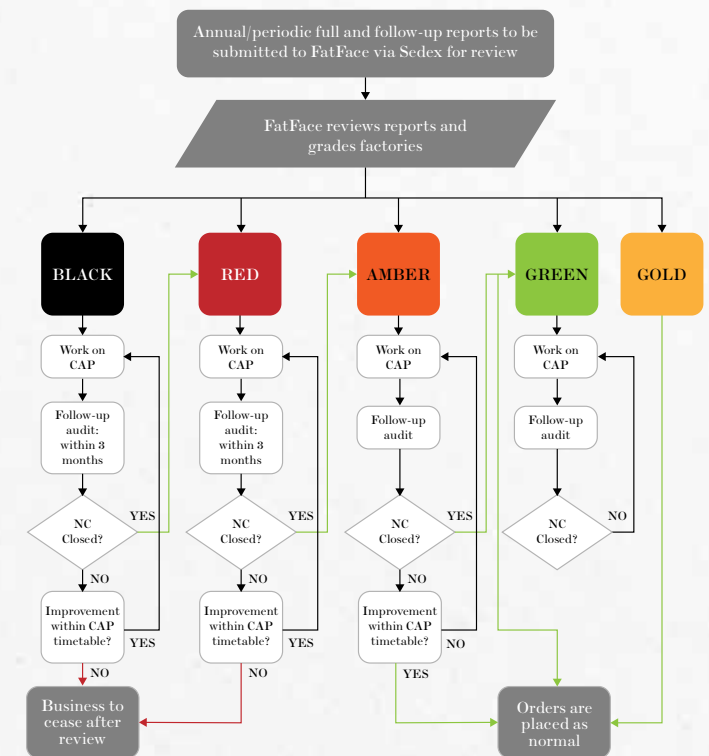 Annual/periodic full and follow-up reports to be
submitted to FatFace via Sedex for review
FatFace reviews reports and
grades factories
BLACK
RED
AMBER
GREEN
GOLD
Work on
CAP
Work on
CAP
Work on
CAP
Work on
CAP
Follow-up
audit:
within 3
months
Follow-up
audit:
within 3
months
Follow-up
audit
Follow-up
audit
NC
Closed?
YES
NC
Closed?
YES
NC
Closed?
YES
NC
Closed?
NO
NO
NO
NO
Improvement
within CAP
timetable?
YES
Improvement
within CAP
timetable?
YES
Improvement
within CAP
timetable?
NO
NO
NO
YES
Business to
cease after
review
Orders are
placed as
normal